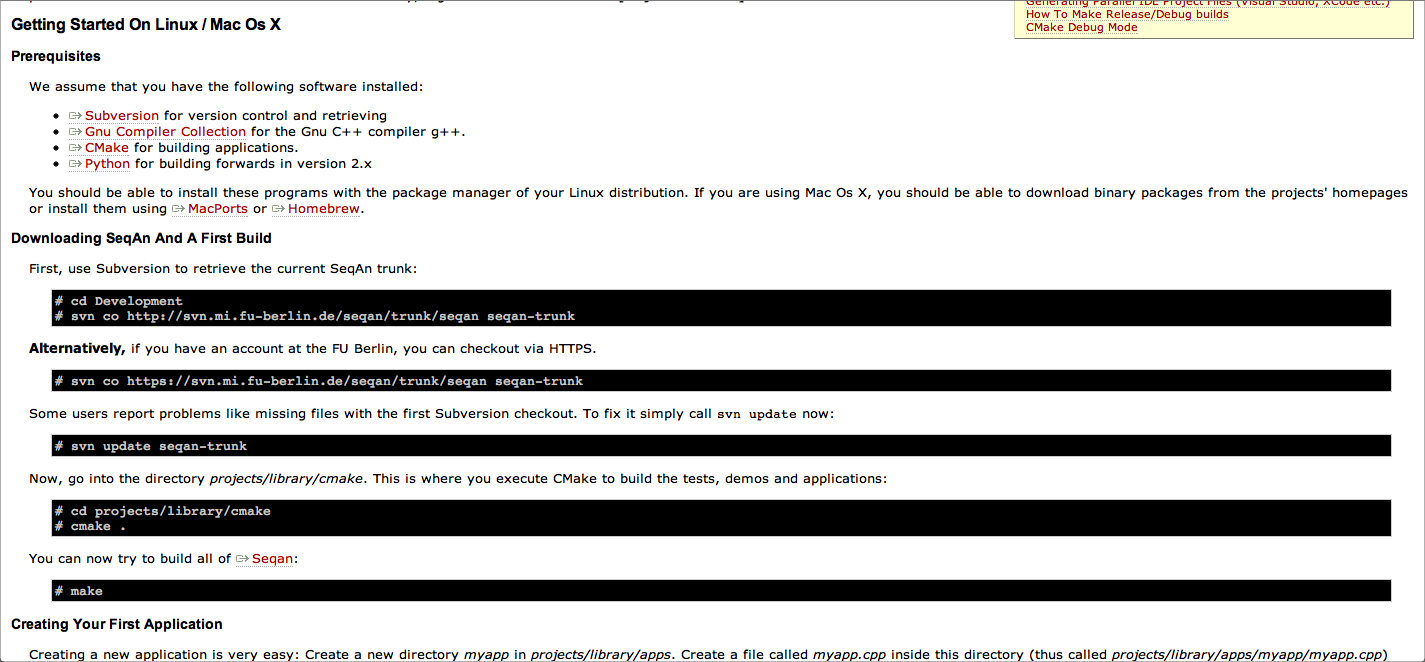 Generating Parallel IDE Project Files (Visual Studio, XCode etc.)
How To Make Release/Debug builds
CMake Debug Mode
Getting Started On Linux / Mac Os X
Prerequisites
We assume that you have the following software installed:
Subversion for version control and retrieving
Gnu Compiler Collection for the Gnu C++ compiler g++.
CMake for building applications.
Python for building forwards in version 2.x
You should be able to install these programs with the package manager of your Linux distribution. If you are using Mac Os X, you should be able to download binary packages from the projects' homepages
or install them using MacPorts or Homebrew.
Downloading SeqAn And A First Build
First, use Subversion to retrieve the current SeqAn trunk:
# cd Development
# svn co http://svn.mi.fu-berlin.de/seqan/trunk/seqan seqan-trunk
Alternatively, if you have an account at the FU Berlin, you can checkout via HTTPS.
# svn co https://svn.mi.fu-berlin.de/seqan/trunk/seqan seqan-trunk
Some users report problems like missing files with the first Subversion checkout. To fix it simply call svn update now:
# svn update seqan-trunk
Now, go into the directory projects/library/cmake. This is where you execute CMake to build the tests, demos and applications:
# cd projects/library/cmake
# cmake .
You can now try to build all of Seqan:
# make
Creating Your First Application
Creating a new application is very easy: Create a new directory myapp in projects/library/apps. Create a file called myapp.cpp inside this directory (thus called projects/library/apps/myapp/myapp.cpp)